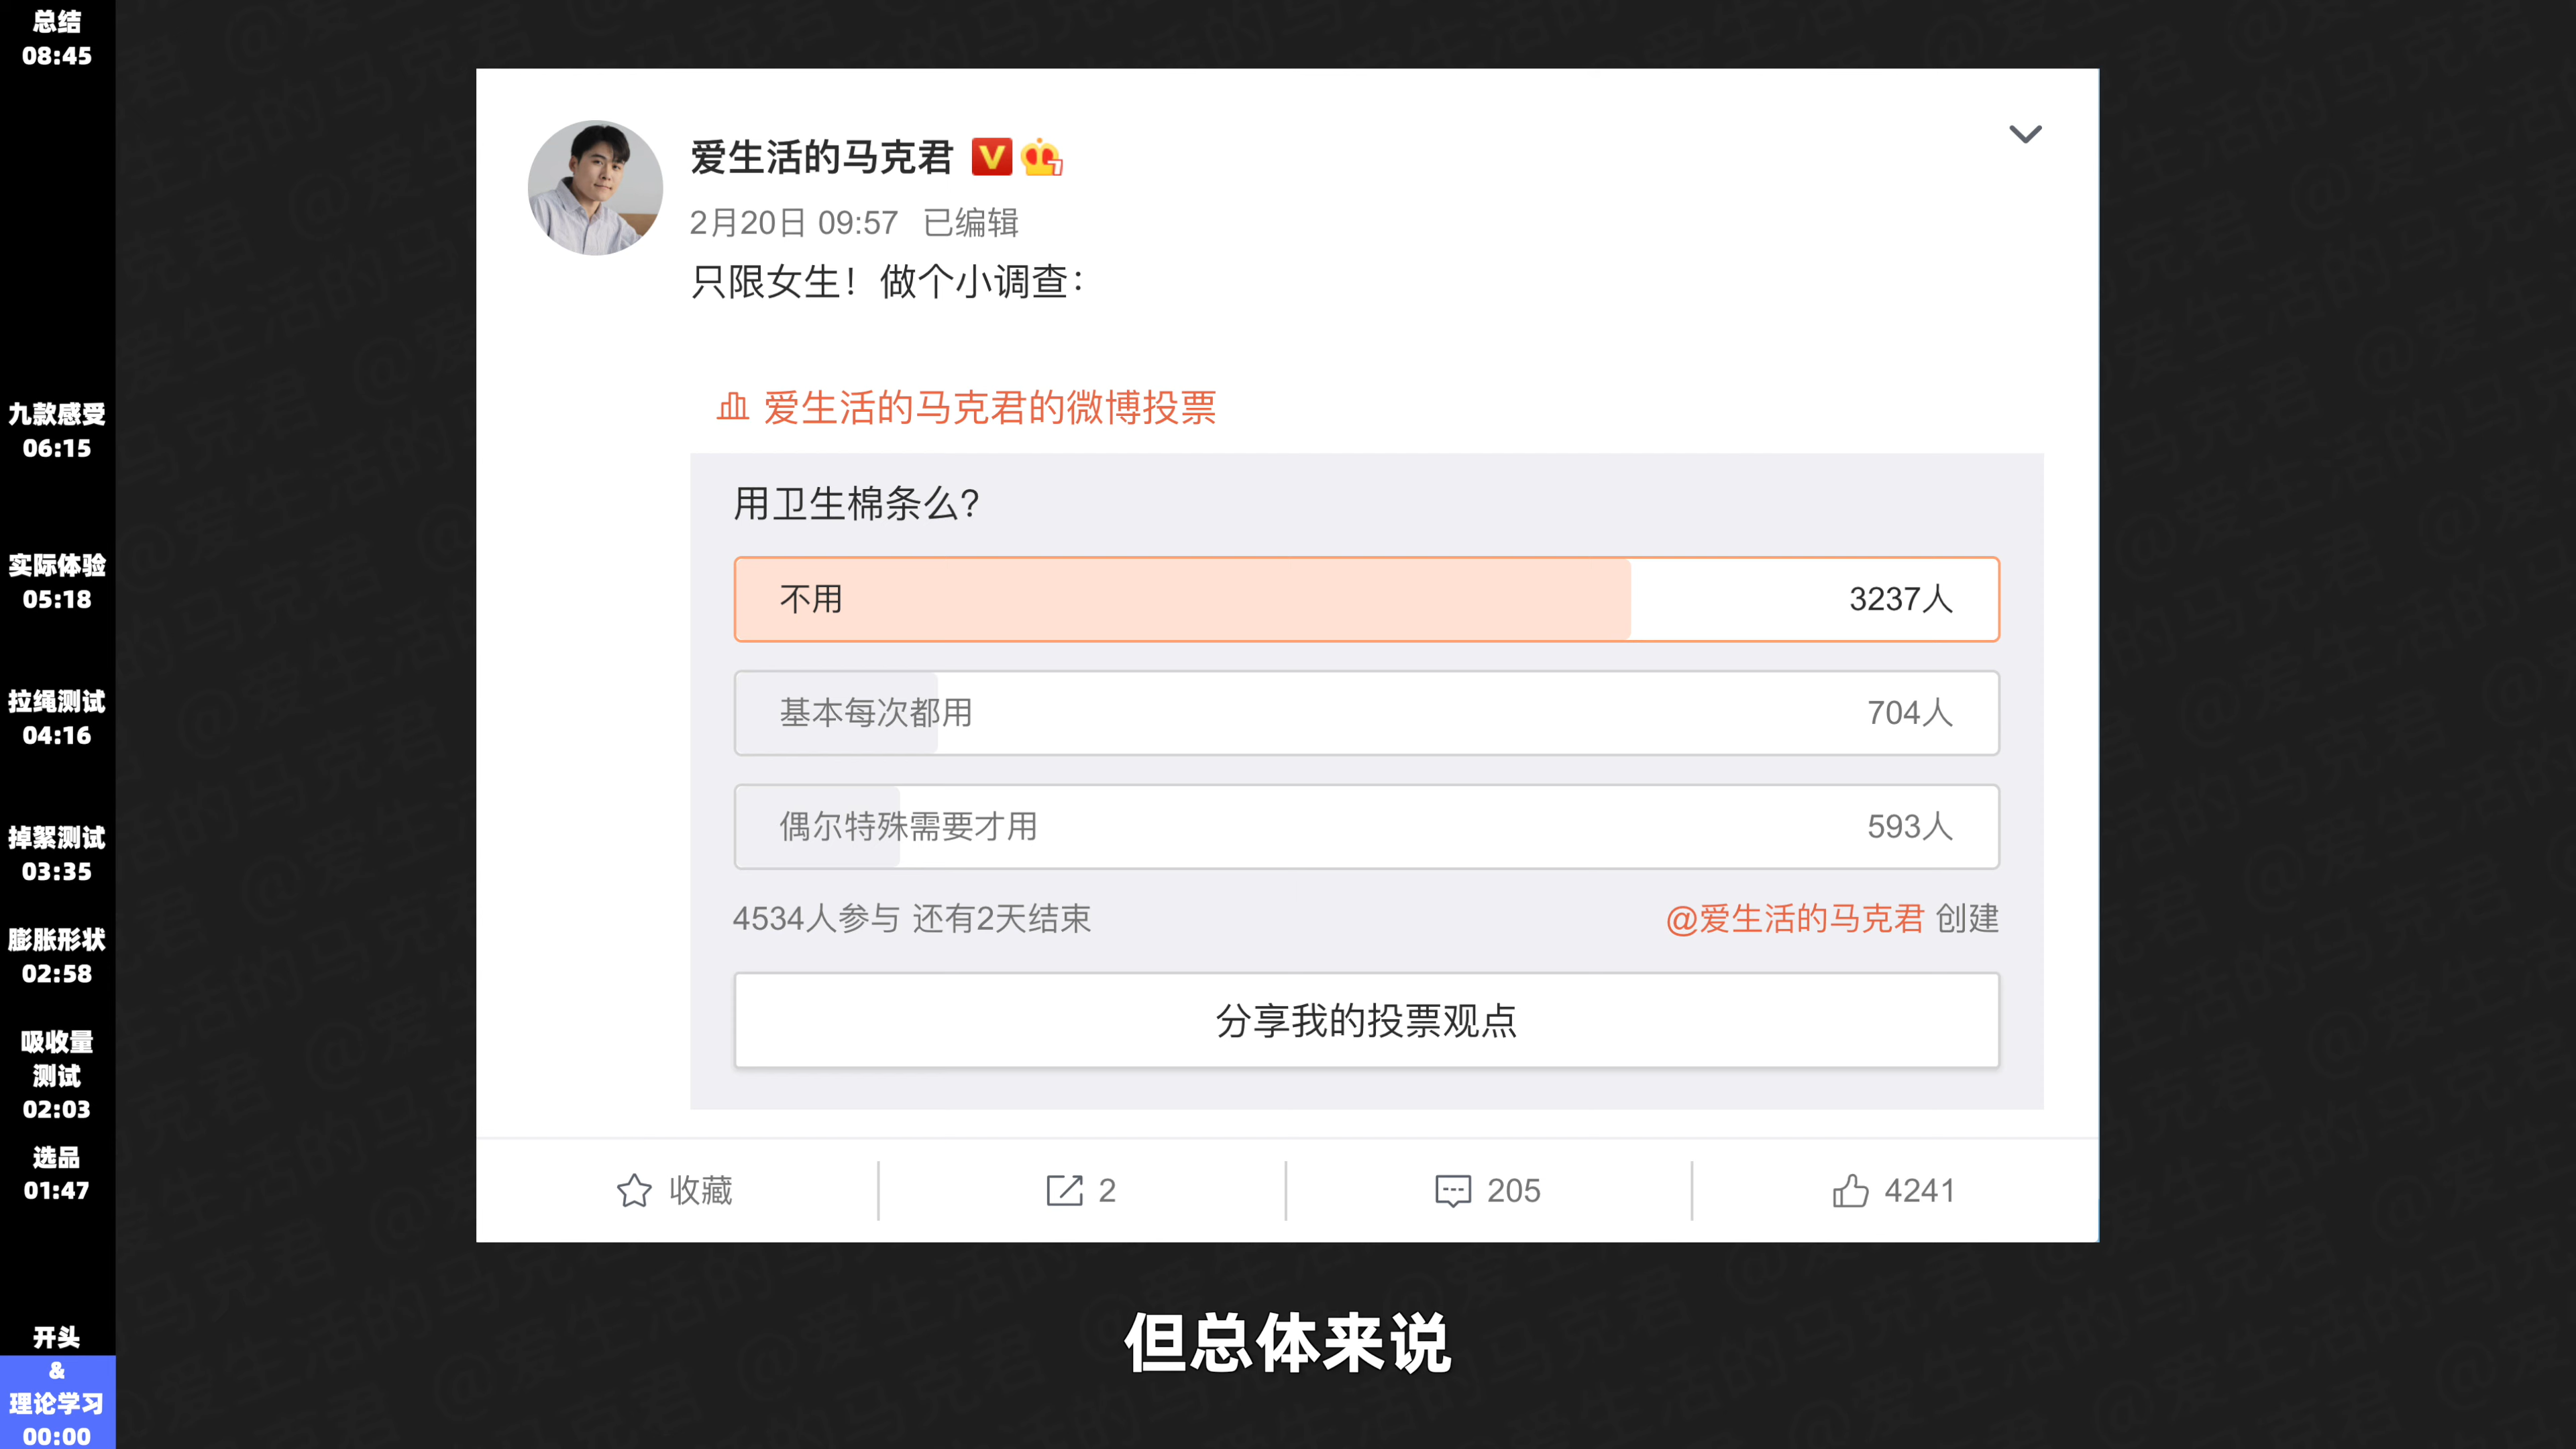 总结
08:45
九款感受
06:15
实际体验
05:18
拉绳测试
04:16
掉絮测试
03:35
膨胀形状
02:58
吸收量
测试
02:03
选品
01:47
开头
&
理论学习
00:00
爱生活的马克君 V 7
2月20日 09:57 已编辑
只限女生！做个小调查：
爱生活的马克君的微博投票
用卫生棉条么？
不用 3237人
基本每次都用 704人
偶尔特殊需要才用 593人
4534人参与 还有2天结束 @爱生活的马克君 创建
分享我的投票观点
收藏 2 205 4241
但总体来说
@爱生活的马克君